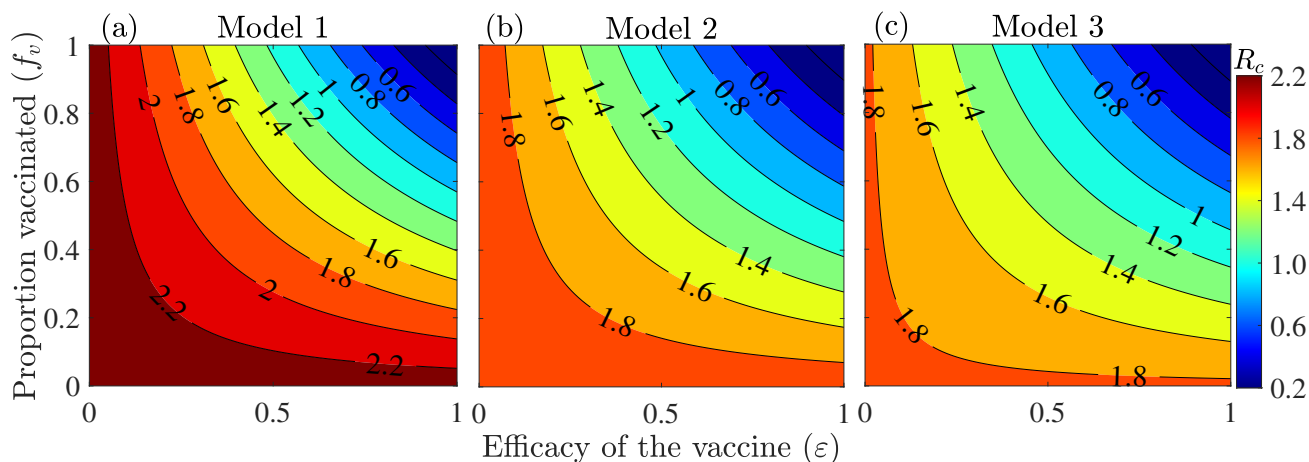 (a) Model 1
(b) Model 2
(c) Model 3
Proportion vaccinated (f_v)
1
0.8
0.6
0.4
0.2
0
0 0.5 1
2 1.8 1.6 1.4 1.2 1 0.8 0.6
1.6
1.8
2
2.2
2.2
0 0.5 1
1.8 1.6 1.4 1.2 1 0.8 0.6
1.4
1.6
1.8
0 0.5 1
1.8 1.6 1.4 0.8 0.6
1
1.2
1.4
1.6
1.8
1.8
R_c
2.2
1.8
1.4
1.0
0.6
0.2
Efficacy of the vaccine (ε)